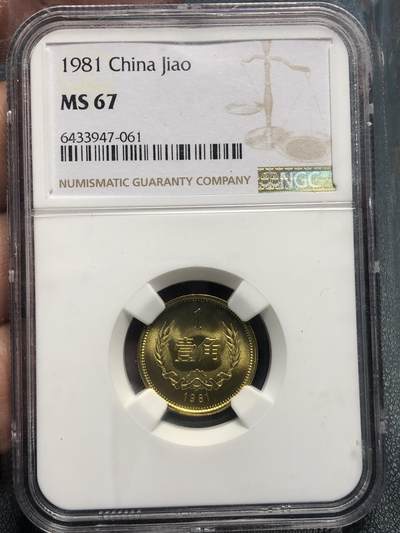 1981 China Jiao
MS 67
6433947-061
NUMISMATIC GUARANTY COMPANY
NGC
1
壹角
1981